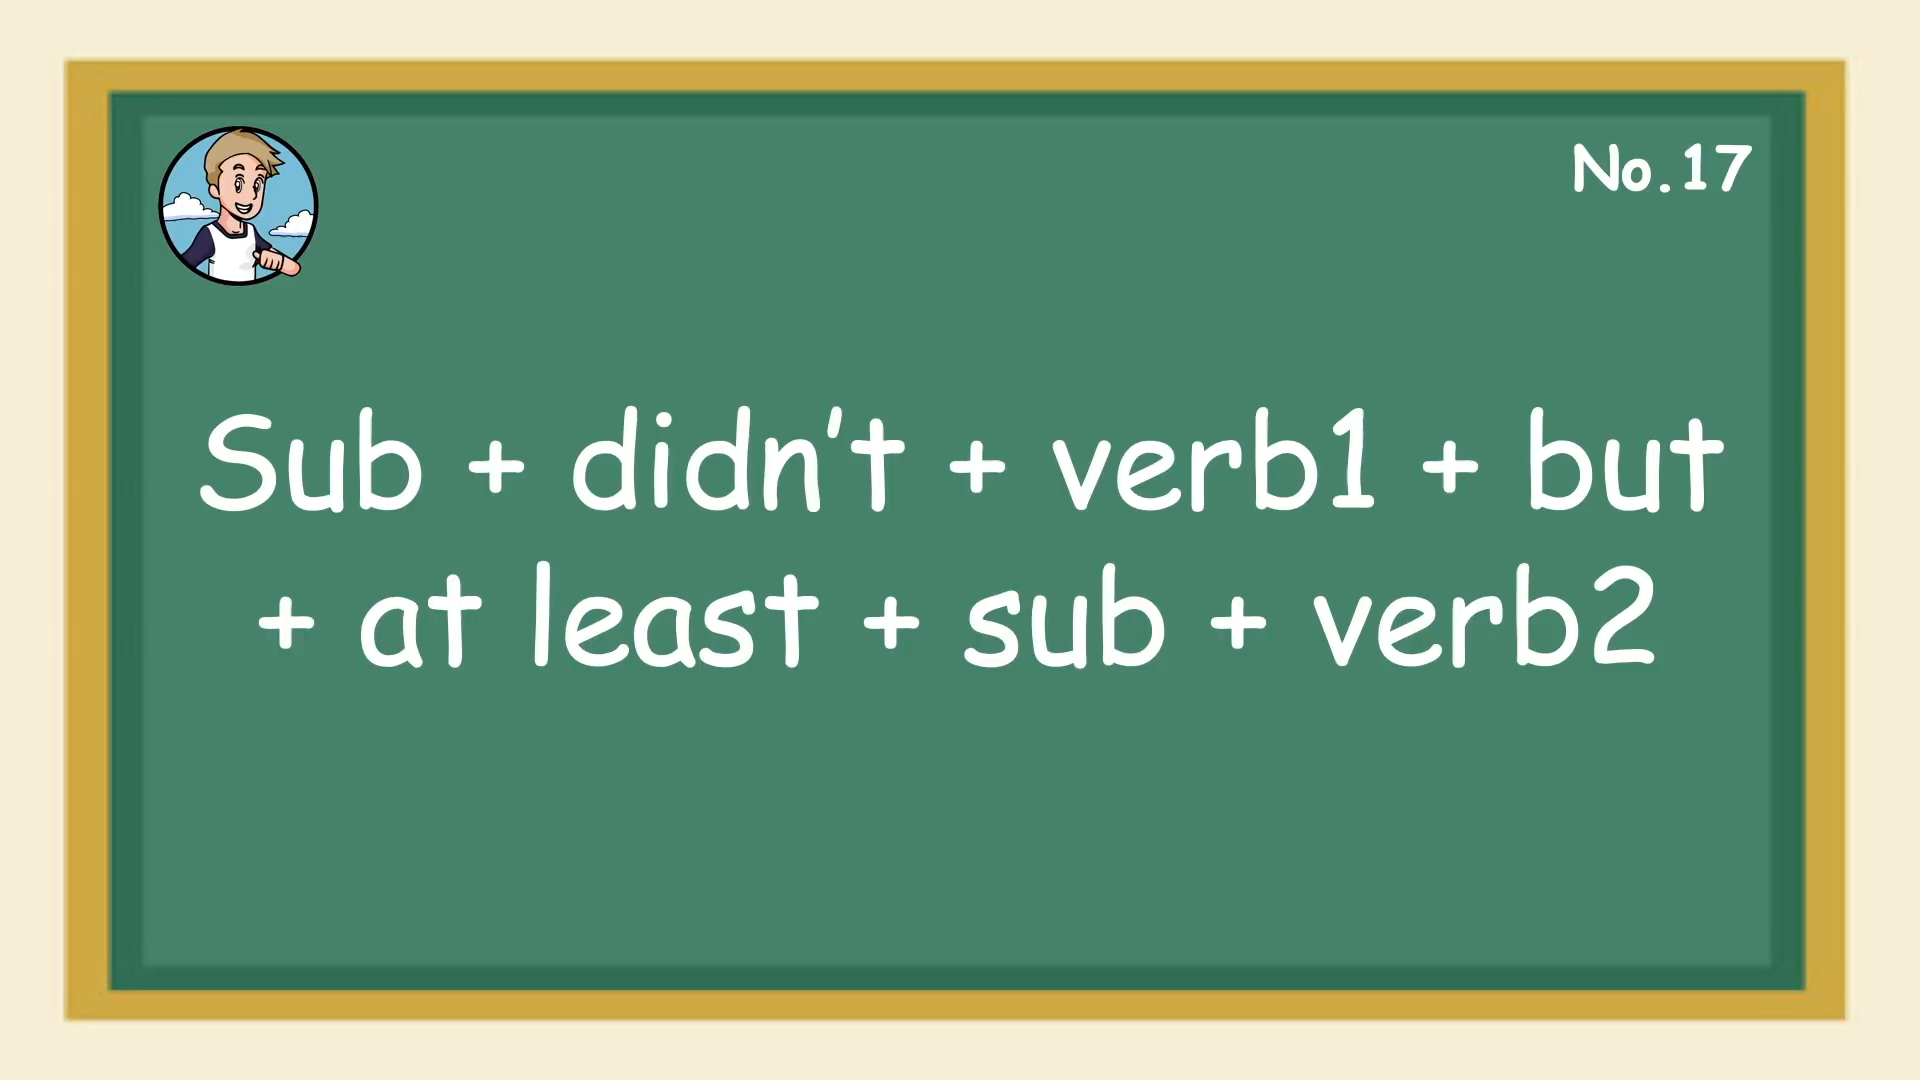 No.17
Sub + didn’t + verb1 + but
+ at least + sub + verb2